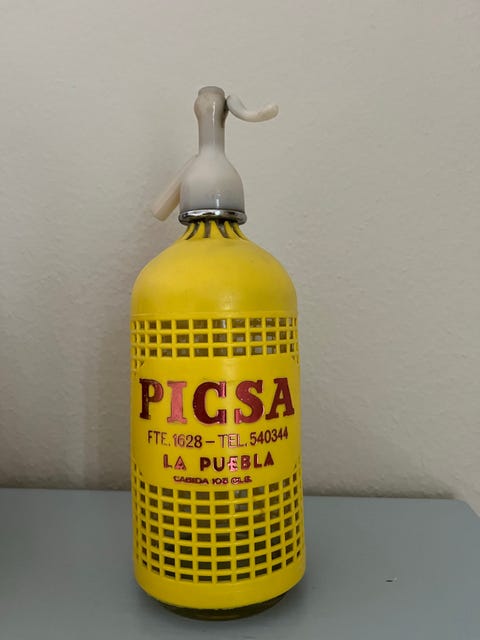 PICSA
FTE. 1628 - TEL. 540344
LA PUEBLA
CABIDA 105 CLS.